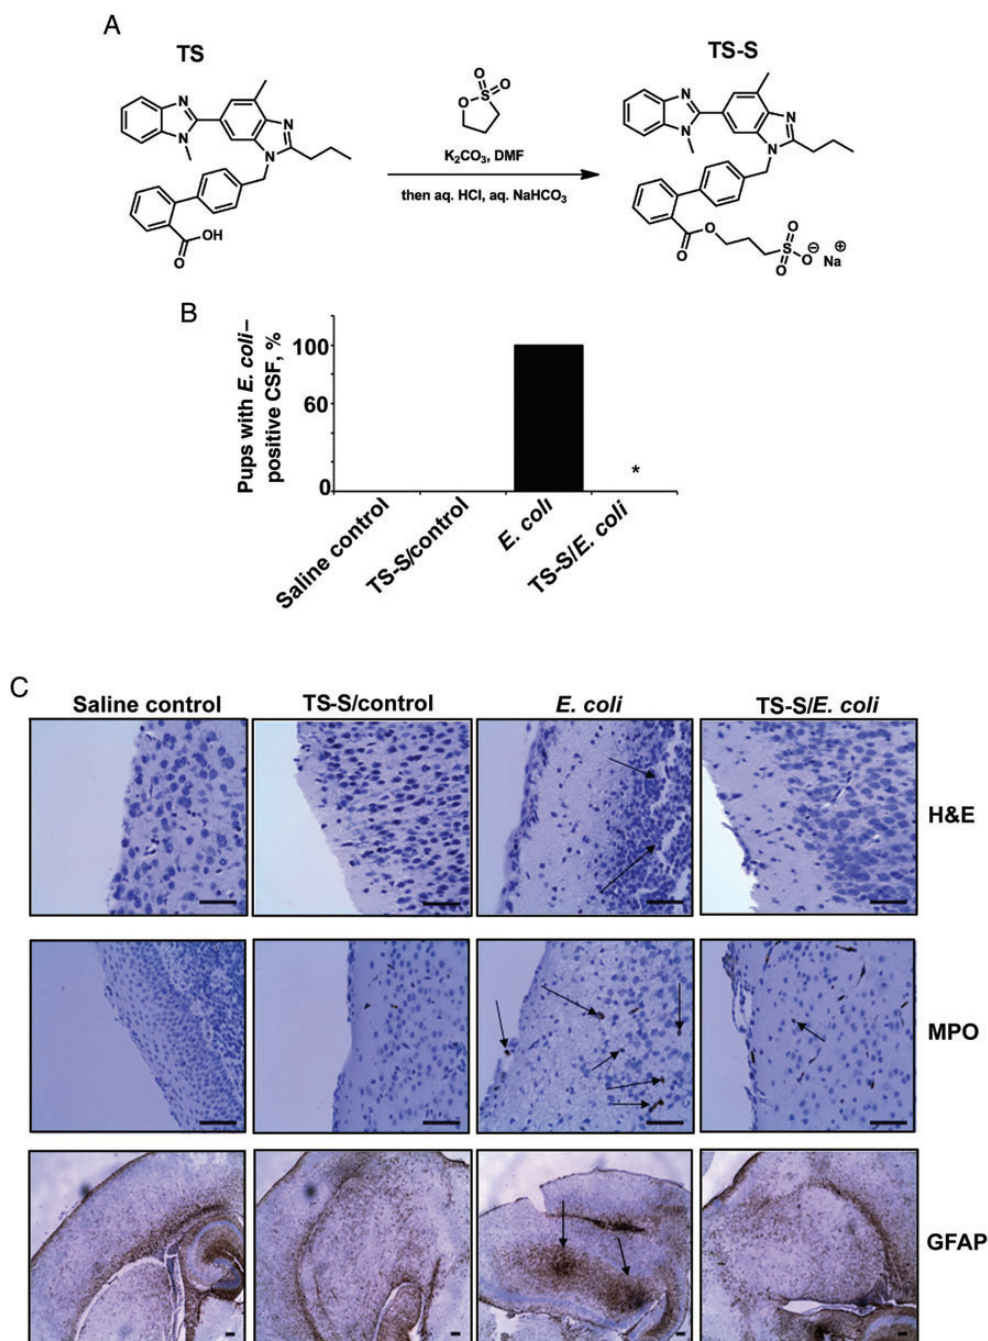 A
TS
TS-S
N
N
N
N
OH
O
O
O
O
S
K₂CO₃, DMF
then aq. HCl, aq. NaHCO₃
N
N
N
N
O
O
O
S
O
O
⊖
Na
⊕
B
Pups with E. coli–
positive CSF, %
100
60
0
*
Saline control
TS-S/control
E. coli
TS-S/E. coli
C
Saline control
TS-S/control
E. coli
TS-S/E. coli
H&E
MPO
GFAP